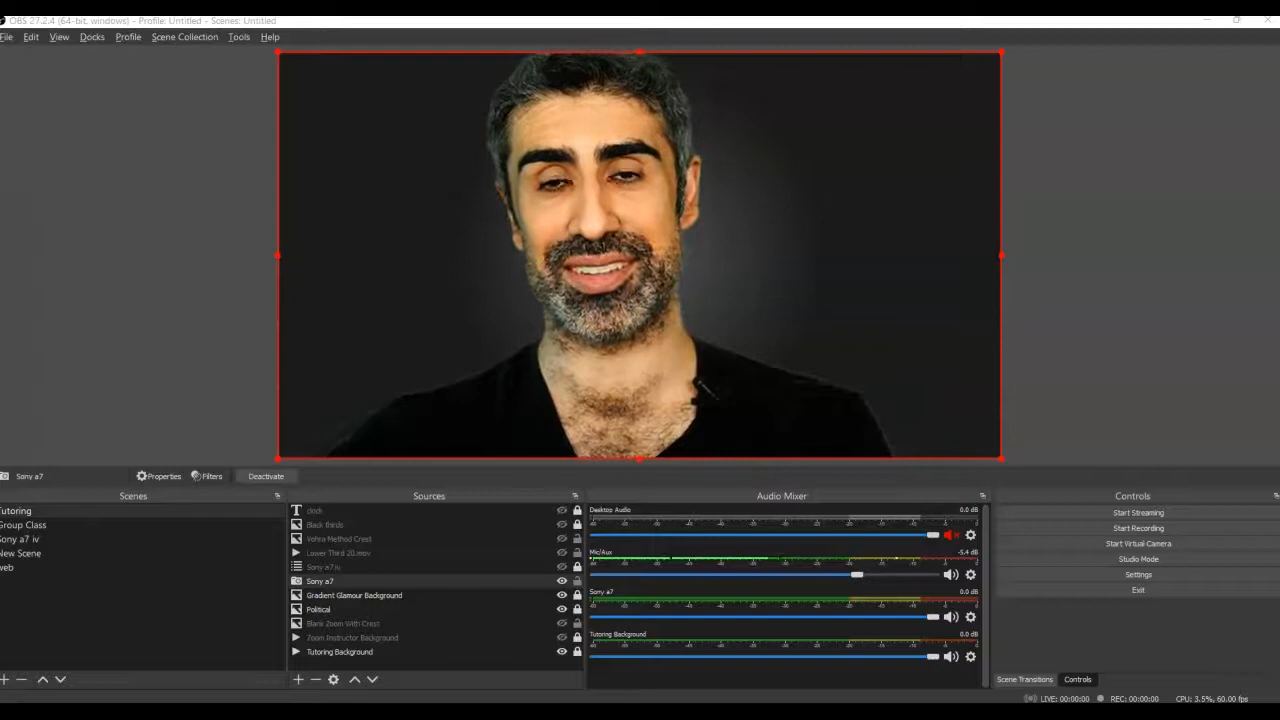 OBS 27.2.4 (64-bit, windows) - Profile: Untitled - Scenes: Untitled
File Edit View Docks Profile Scene Collection Tools Help
Sony a7 Properties Filters Deactivate
Scenes Sources Audio Mixer Controls
Tutoring
Group Class
Sony a7 iv
New Scene
web
clock
Black thirds
Vohra Method Crest
Lower Third 20.mov
Sony a7 iv
Sony a7
Gradient Glamour Background
Political
Blank Zoom With Crest
Zoom Instructor Background
Tutoring Background
Desktop Audio 0.0 dB
Mic/Aux -5.4 dB
Sony a7 0.0 dB
Tutoring Background 0.0 dB
Start Streaming
Start Recording
Start Virtual Camera
Studio Mode
Settings
Exit
Scene Transitions Controls
LIVE: 00:00:00 REC: 00:00:00 CPU: 3.5%, 60.00 fps